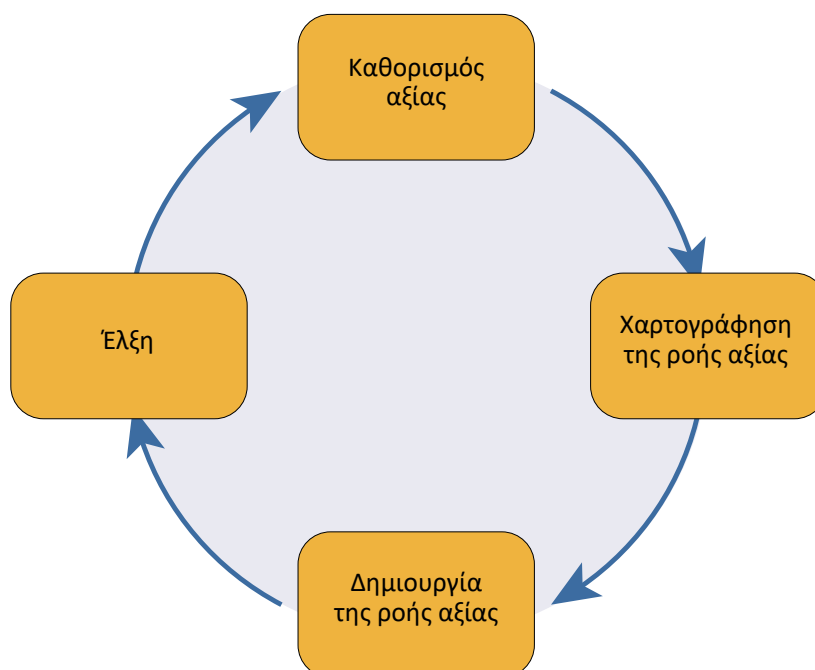 Καθορισμός
αξίας
Έλξη
Χαρτογράφηση
της ροής αξίας
Δημιουργία
της ροής αξίας